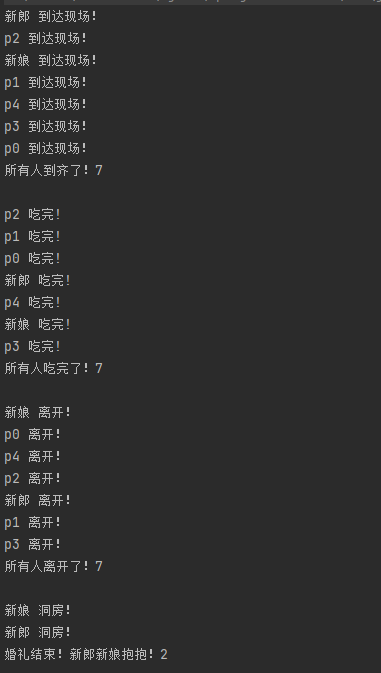 新郎 到达现场!
p2 到达现场!
新娘 到达现场!
p1 到达现场!
p4 到达现场!
p3 到达现场!
p0 到达现场!
所有人到齐了! 7
p2 吃完!
p1 吃完!
p0 吃完!
新郎 吃完!
p4 吃完!
新娘 吃完!
p3 吃完!
所有人吃完了! 7
新娘 离开!
p0 离开!
p4 离开!
p2 离开!
新郎 离开!
p1 离开!
p3 离开!
所有人离开了! 7
新娘 洞房!
新郎 洞房!
婚礼结束! 新郎新娘抱抱! 2